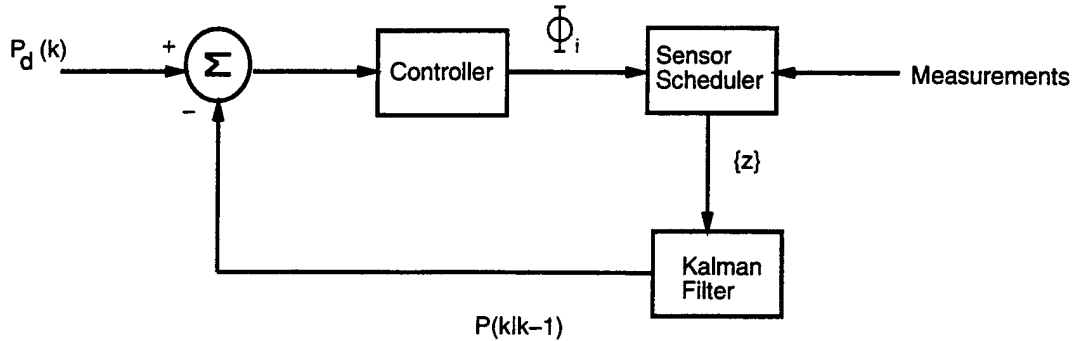 P_d (k)
+
Σ
−
Controller
Φ_i
Sensor
Scheduler
Measurements
{z}
Kalman
Filter
P(k|k−1)